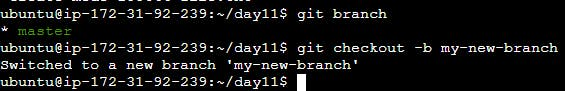 ubuntu@ip-172-31-92-239:~/day11$ git branch
* master
ubuntu@ip-172-31-92-239:~/day11$ git checkout -b my-new-branch
Switched to a new branch 'my-new-branch'
ubuntu@ip-172-31-92-239:~/day11$